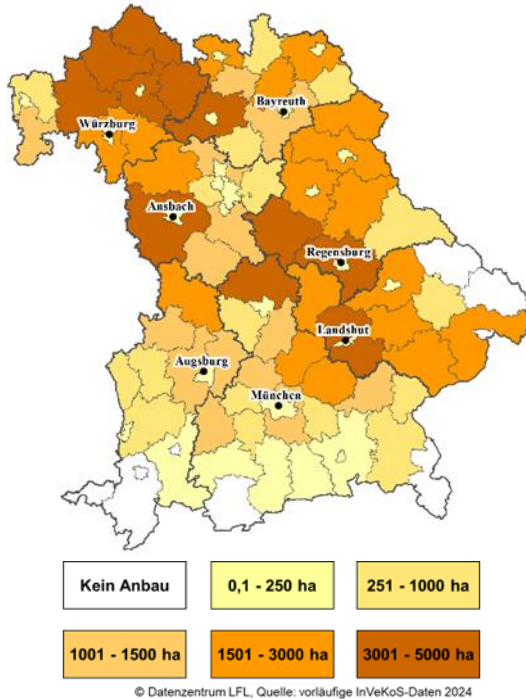 Bayreuth
Würzburg
Ansbach
Regensburg
Landshut
Augsburg
München
Kein Anbau
0,1 - 250 ha
251 - 1000 ha
1001 - 1500 ha
1501 - 3000 ha
3001 - 5000 ha
© Datenzentrum LFL, Quelle: vorläufige InVeKoS-Daten 2024